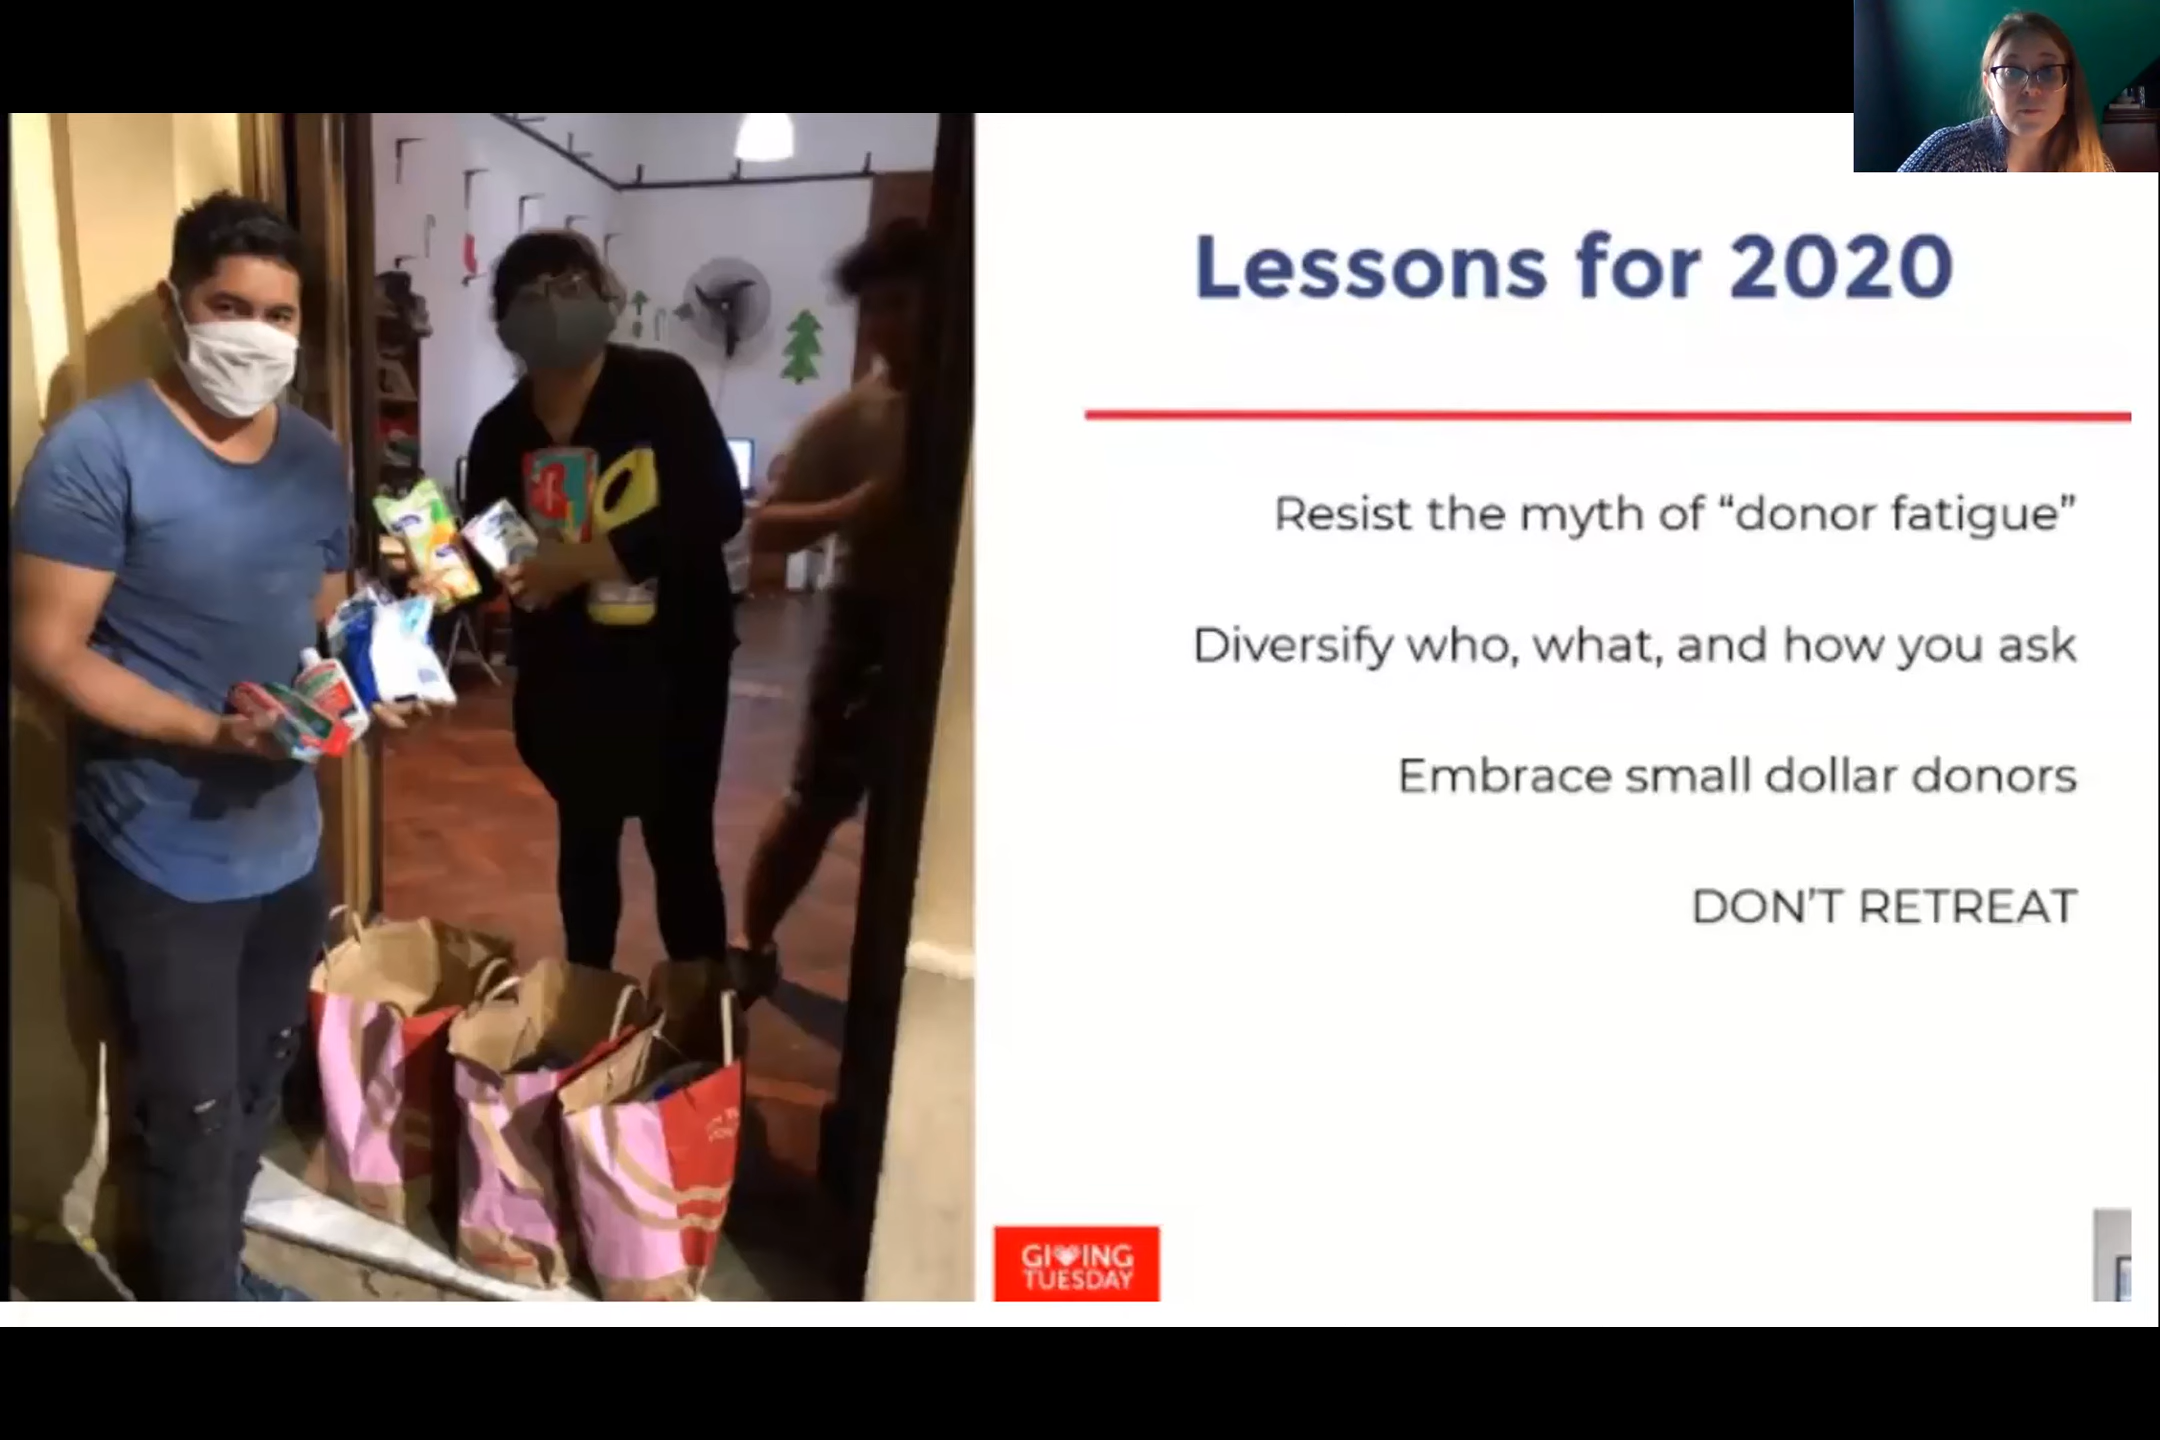 Lessons for 2020
Resist the myth of “donor fatigue”
Diversify who, what, and how you ask
Embrace small dollar donors
DON’T RETREAT
GIVING
TUESDAY